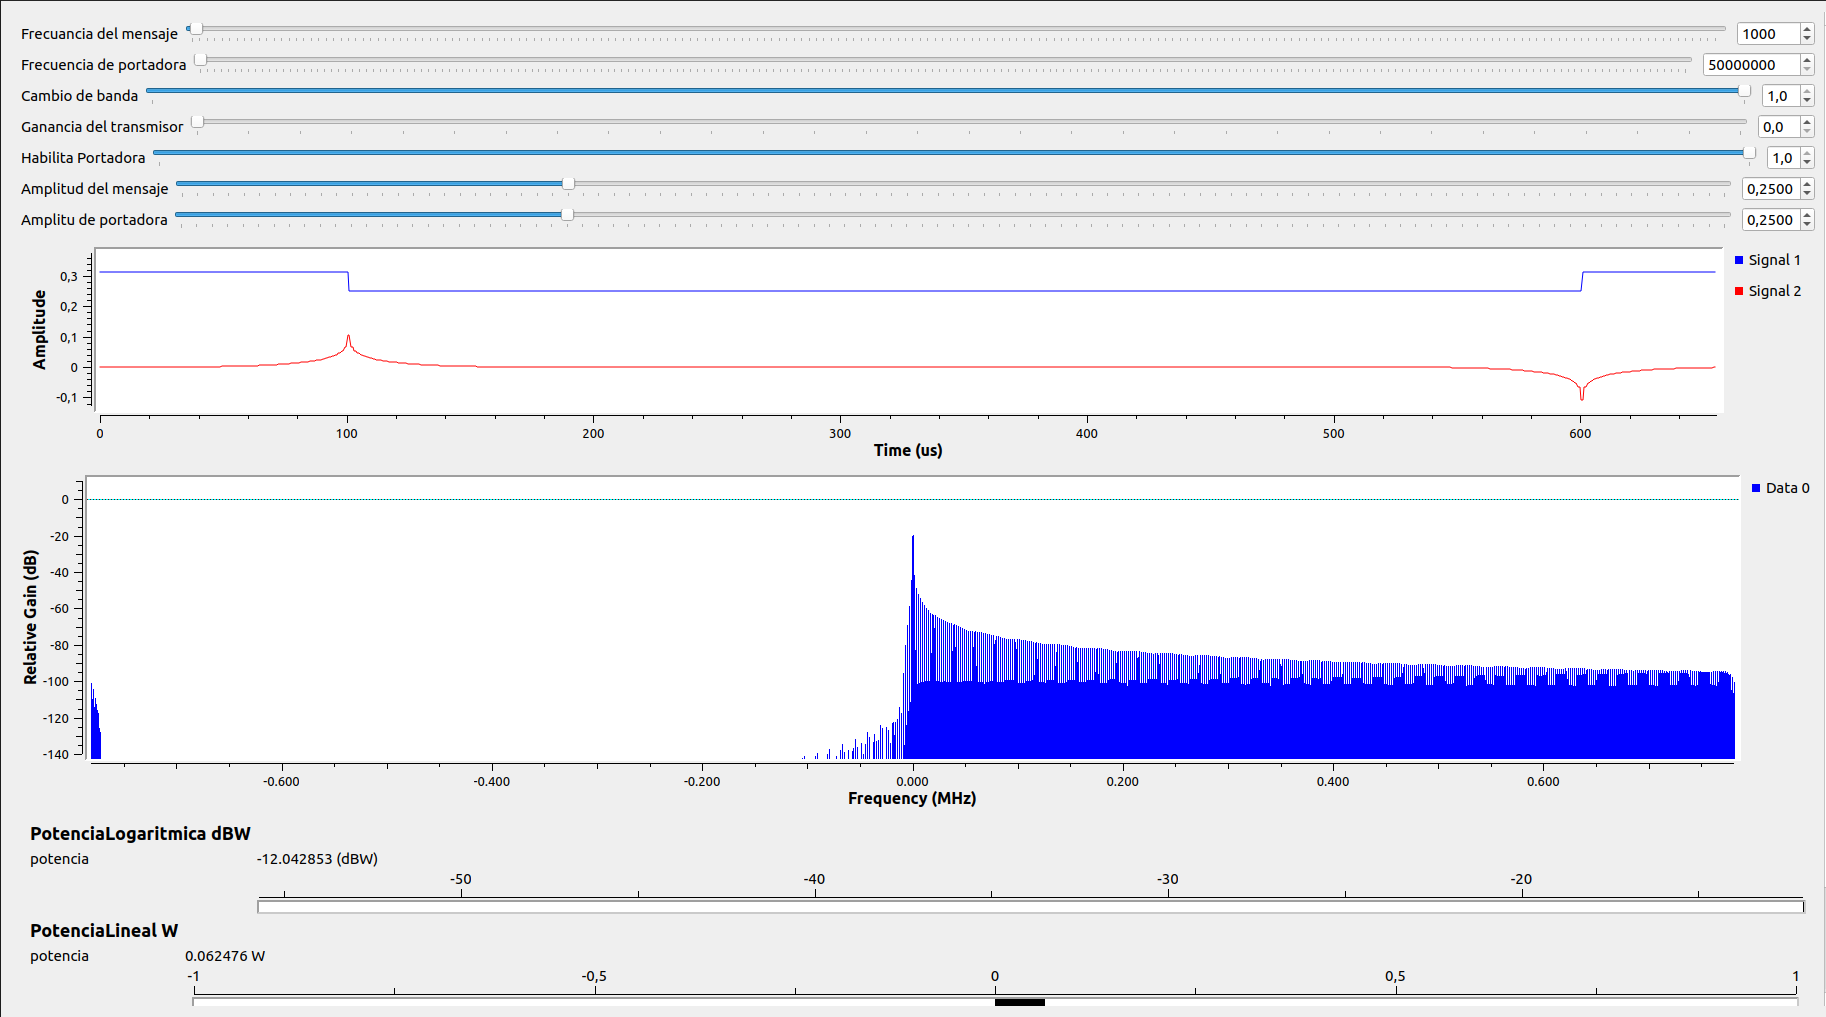 Frecuancia del mensaje 1000
Frecuencia de portadora 50000000
Cambio de banda 1,0
Ganancia del transmisor 0,0
Habilita Portadora 1,0
Amplitud del mensaje 0,2500
Amplitu de portadora 0,2500
Amplitude
0,3
0,2
0,1
0
-0,1
0 100 200 300 400 500 600
Time (us)
Signal 1
Signal 2
Relative Gain (dB)
0
-20
-40
-60
-80
-100
-120
-140
-0.600 -0.400 -0.200 0.000 0.200 0.400 0.600
Frequency (MHz)
Data 0
PotenciaLogaritmica dBW
potencia -12.042853 (dBW)
-50 -40 -30 -20
PotenciaLineal W
potencia 0.062476 W
-1 -0,5 0 0,5 1